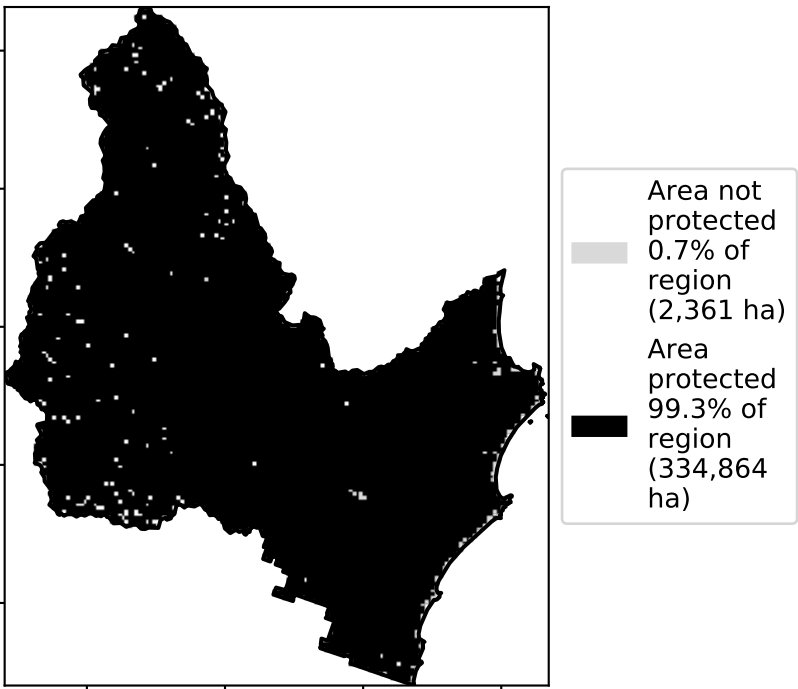 Area not
protected
0.7% of
region
(2,361 ha)
Area
protected
99.3% of
region
(334,864
ha)